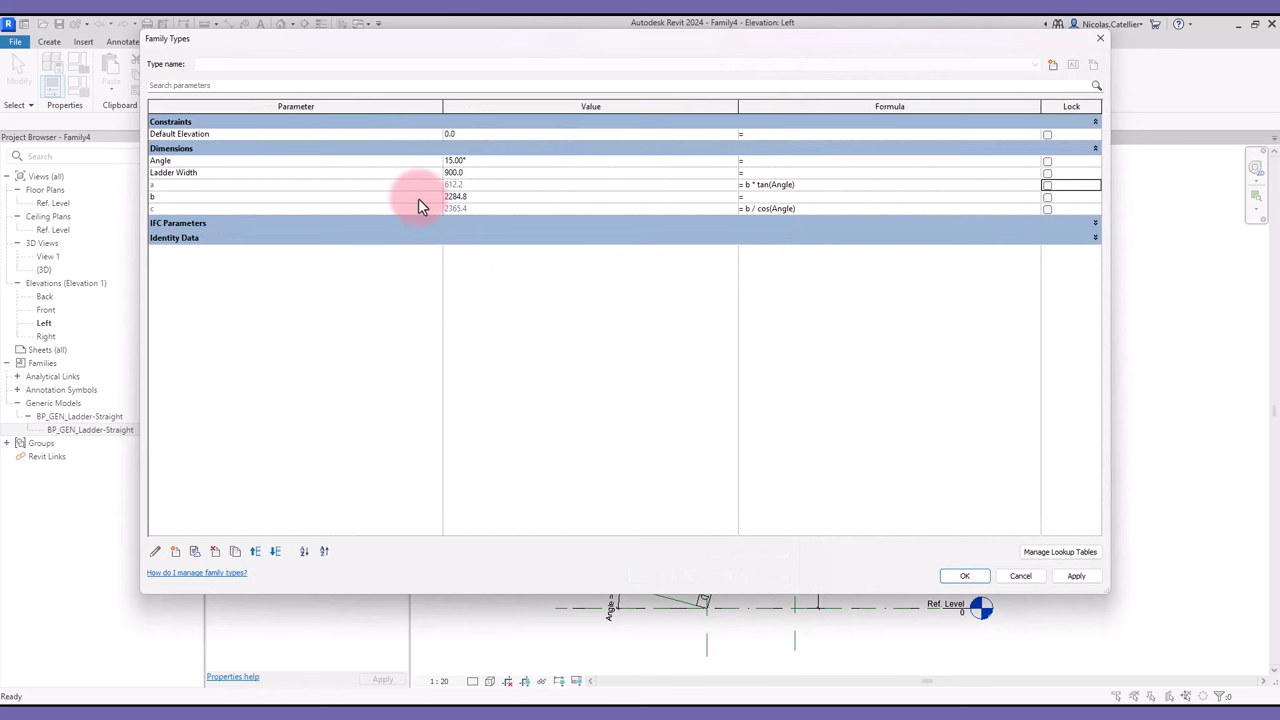 Autodesk Revit 2024 - Family4 - Elevation: Left
Nicolas.Catellier
File Create Insert Annotate
Modify
Paste
Select Properties Clipboard
Project Browser - Family4
Search
Views (all)
Floor Plans
Ref. Level
Ceiling Plans
Ref. Level
3D Views
View 1
{3D}
Elevations (Elevation 1)
Back
Front
Left
Right
Sheets (all)
Families
Analytical Links
Annotation Symbols
Generic Models
BP_GEN_Ladder-Straight
BP_GEN_Ladder-Straight
Groups
Revit Links
Family Types
Type name:
Search parameters
Parameter Value Formula Lock
Constraints
Default Elevation 0.0 =
Dimensions
Angle 15.00° =
Ladder Width 900.0 =
a 612.2 = b * tan(Angle)
b 2284.8 =
c 2365.4 = b / cos(Angle)
IFC Parameters
Identity Data
Manage Lookup Tables
How do I manage family types?
OK Cancel Apply
Angle =
Ref. Level
0
Properties help Apply
1 : 20
Ready
:0